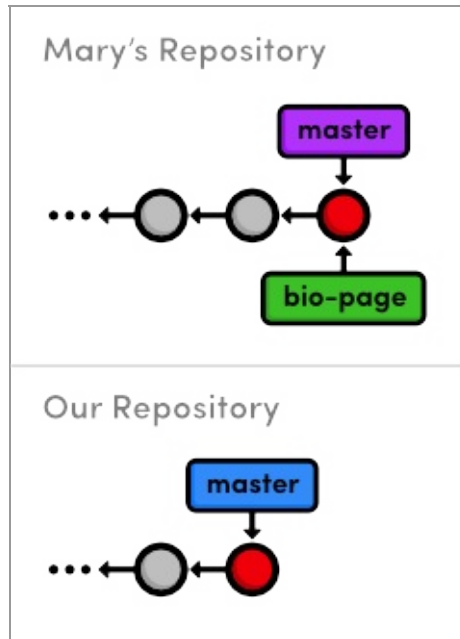 Mary's Repository
master
bio-page
Our Repository
master